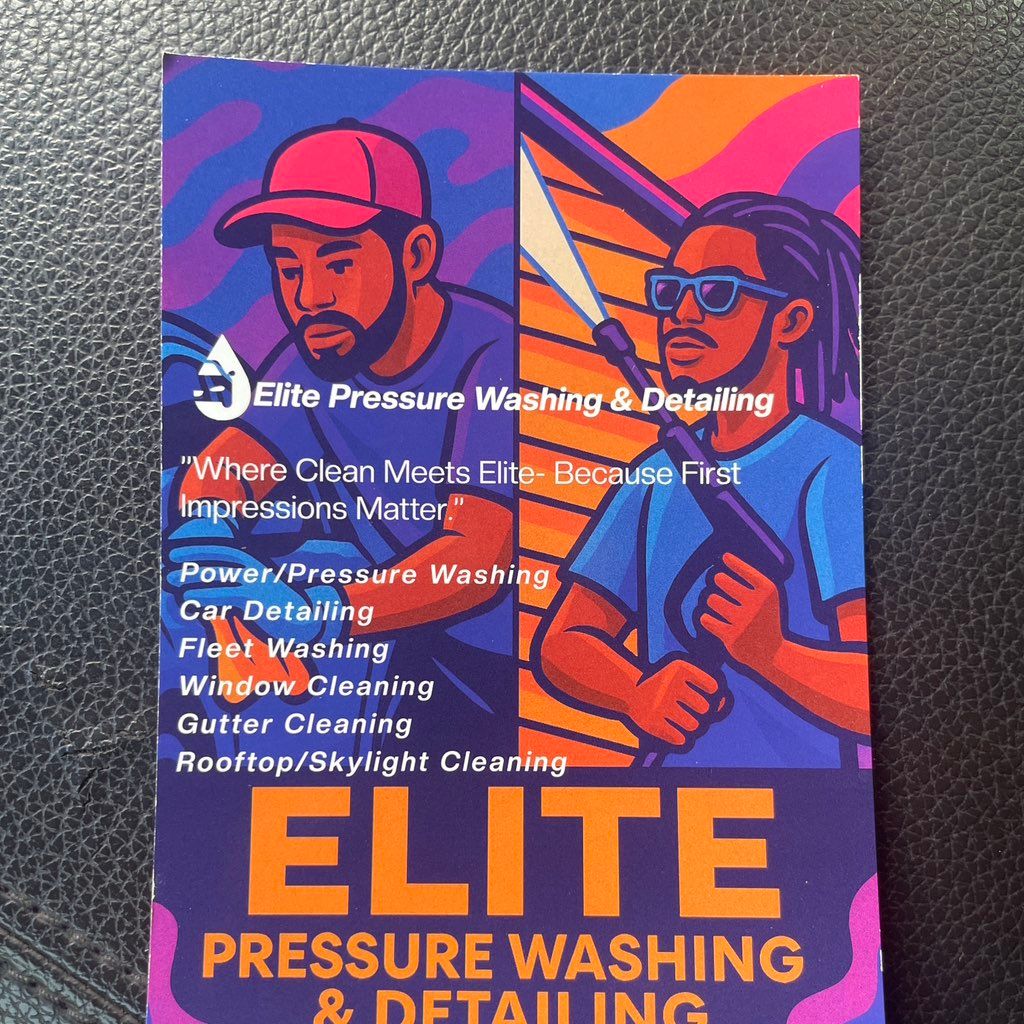 Elite Pressure Washing & Detailing
"Where Clean Meets Elite- Because First
Impressions Matter."
Power/Pressure Washing
Car Detailing
Fleet Washing
Window Cleaning
Gutter Cleaning
Rooftop/Skylight Cleaning
ELITE
PRESSURE WASHING
& DETAILING